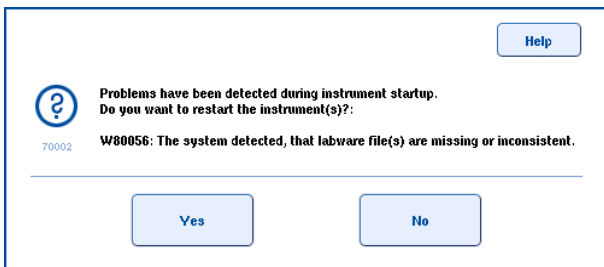 Help
Problems have been detected during instrument startup.
Do you want to restart the instrument(s)?:
70002
W80056: The system detected, that labware file(s) are missing or inconsistent.
Yes
No